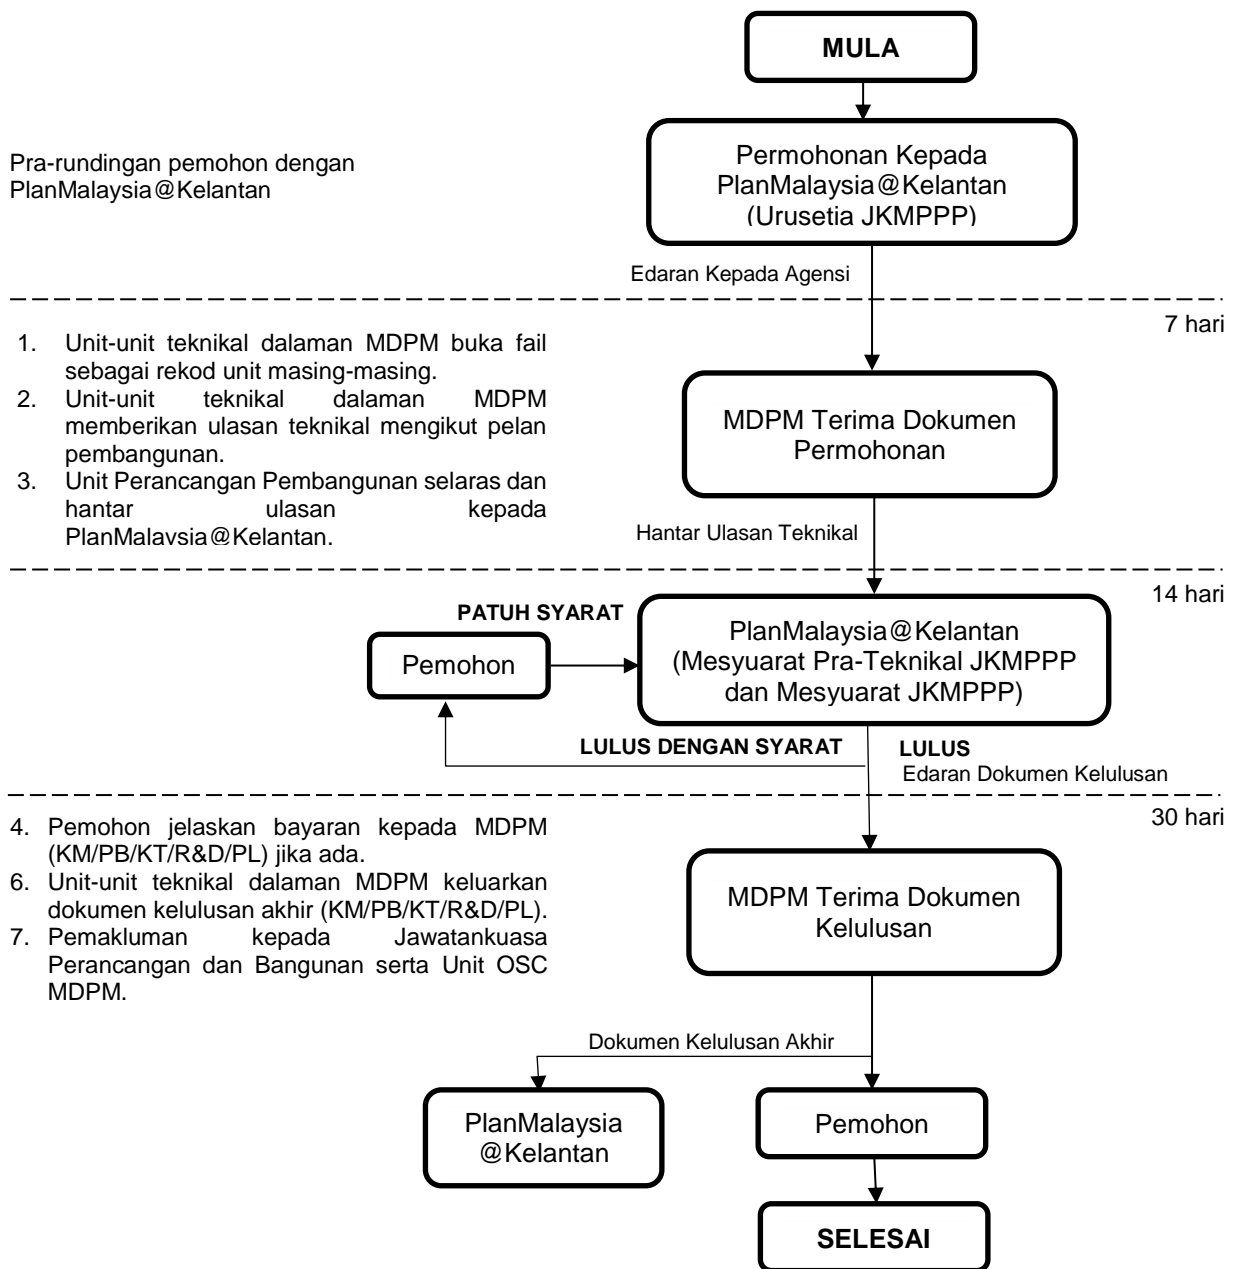 MULA
Pra-rundingan pemohon dengan
PlanMalaysia@Kelantan
Permohonan Kepada
PlanMalaysia@Kelantan
(Urusetia JKMPPP)
Edaran Kepada Agensi
7 hari
1. Unit-unit teknikal dalaman MDPM buka fail
sebagai rekod unit masing-masing.
2. Unit-unit teknikal dalaman MDPM
memberikan ulasan teknikal mengikut pelan
pembangunan.
3. Unit Perancangan Pembangunan selaras dan
hantar ulasan kepada
PlanMalaysia@Kelantan.
MDPM Terima Dokumen
Permohonan
Hantar Ulasan Teknikal
14 hari
PATUH SYARAT
Pemohon
PlanMalaysia@Kelantan
(Mesyuarat Pra-Teknikal JKMPPP
dan Mesyuarat JKMPPP)
LULUS DENGAN SYARAT
LULUS
Edaran Dokumen Kelulusan
30 hari
4. Pemohon jelaskan bayaran kepada MDPM
(KM/PB/KT/R&D/PL) jika ada.
6. Unit-unit teknikal dalaman MDPM keluarkan
dokumen kelulusan akhir (KM/PB/KT/R&D/PL).
7. Pemakluman kepada Jawatankuasa
Perancangan dan Bangunan serta Unit OSC
MDPM.
MDPM Terima Dokumen
Kelulusan
Dokumen Kelulusan Akhir
PlanMalaysia
@Kelantan
Pemohon
SELESAI